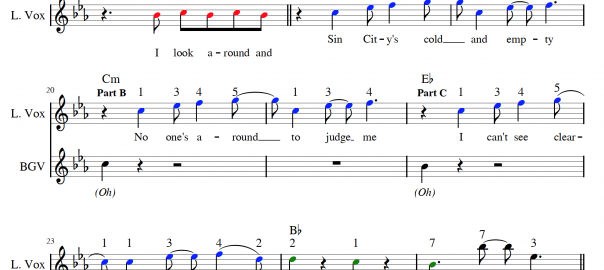 L. Vox
I look a-round and
Sin Cit-y's cold and emp-ty
Cm E♭
20 Part B 1 3 4 5 1 3 4 Part C 1 3 4 5
L. Vox
No one's a-round to judge me I can't see clear-
BGV
(Oh) (Oh)
B♭
23 1 1 3 4 2 2 1 7 7 3
L. Vox